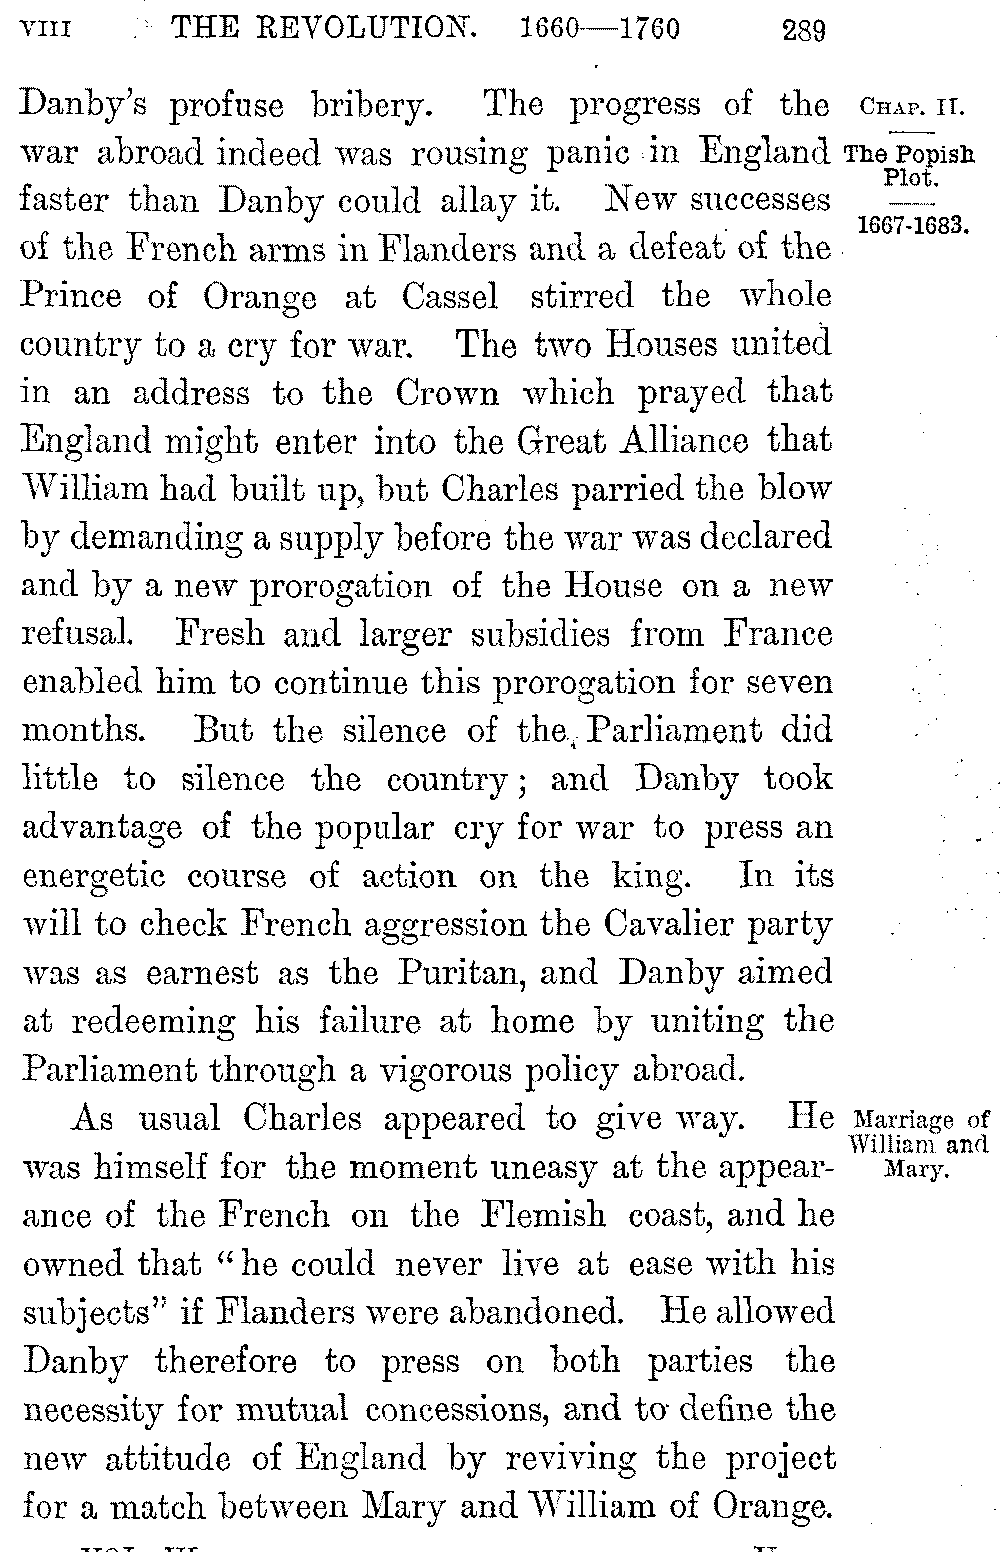 VIII THE REVOLUTION. 1660—1760 289
Danby's profuse bribery. The progress of the
war abroad indeed was rousing panic in England
faster than Danby could allay it. New successes
of the French arms in Flanders and a defeat of the
Prince of Orange at Cassel stirred the whole
country to a cry for war. The two Houses united
in an address to the Crown which prayed that
England might enter into the Great Alliance that
William had built up, but Charles parried the blow
by demanding a supply before the war was declared
and by a new prorogation of the House on a new
refusal. Fresh and larger subsidies from France
enabled him to continue this prorogation for seven
months. But the silence of the Parliament did
little to silence the country; and Danby took
advantage of the popular cry for war to press an
energetic course of action on the king. In its
will to check French aggression the Cavalier party
was as earnest as the Puritan, and Danby aimed
at redeeming his failure at home by uniting the
Parliament through a vigorous policy abroad.
As usual Charles appeared to give way. He
was himself for the moment uneasy at the appear-
ance of the French on the Flemish coast, and he
owned that "he could never live at ease with his
subjects" if Flanders were abandoned. He allowed
Danby therefore to press on both parties the
necessity for mutual concessions, and to define the
new attitude of England by reviving the project
for a match between Mary and William of Orange.
CHAP. II.
The Popish
Plot.
1667-1683.
Marriage of
William and
Mary.